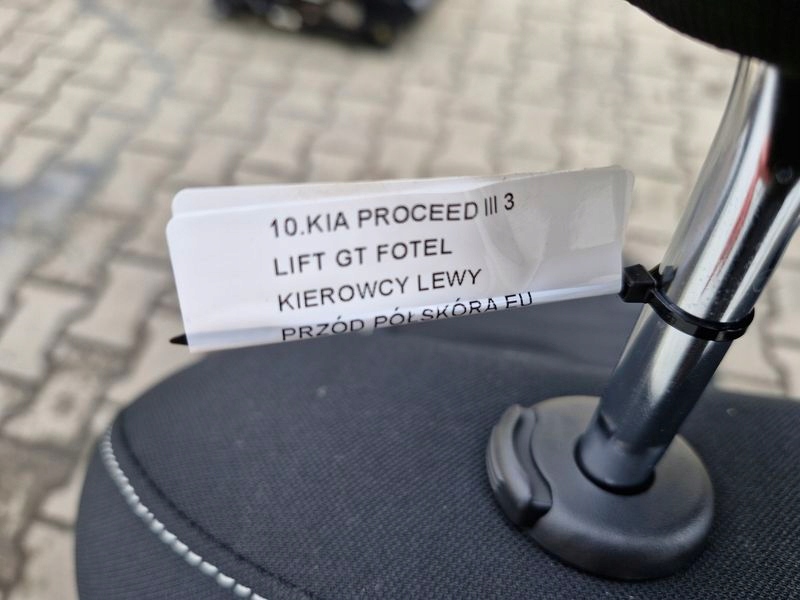 10.KIA PROCEED III 3
LIFT GT FOTEL
KIEROWCY LEWY
PRZÓD PÓŁSKÓRA EU